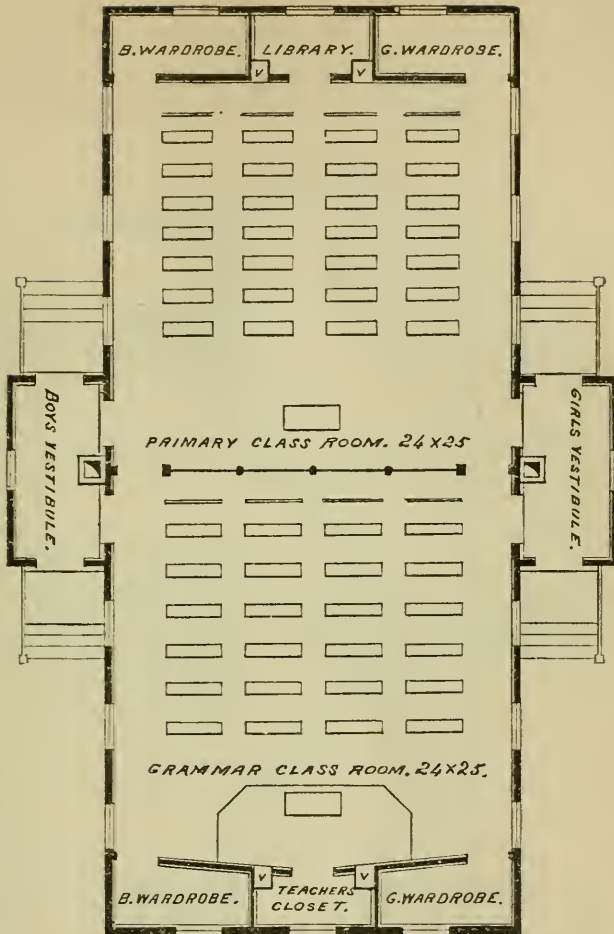 B. WARDROBE.
LIBRARY.
G. WARDROBE.
V
V
PRIMARY CLASS ROOM. 24 X 25
BOYS VESTIBULE.
GIRLS VESTIBULE.
GRAMMAR CLASS ROOM. 24 X 25.
B. WARDROBE.
V
TEACHERS
CLOSET.
V
G. WARDROBE.